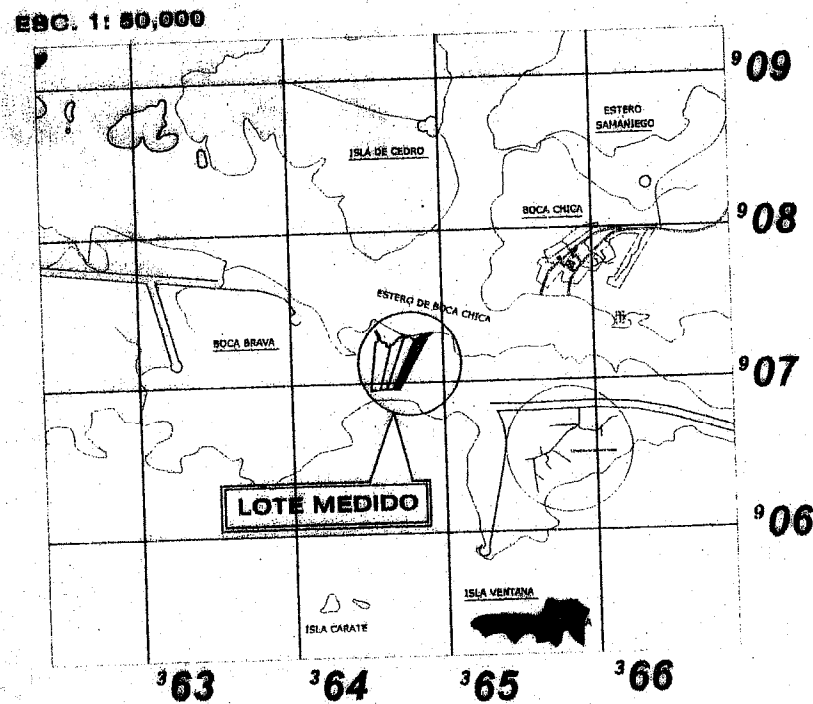 ESC. 1: 50,000
⁹09
ESTERO
SAMANIEGO
ISLA DE CEDRO
BOCA CHICA
⁹08
ESTERO DE BOCA CHICA
BOCA BRAVA
⁹07
LOTE MEDIDO
⁹06
ISLA VENTANA
ISLA CARATE
³63 ³64 ³65 ³66